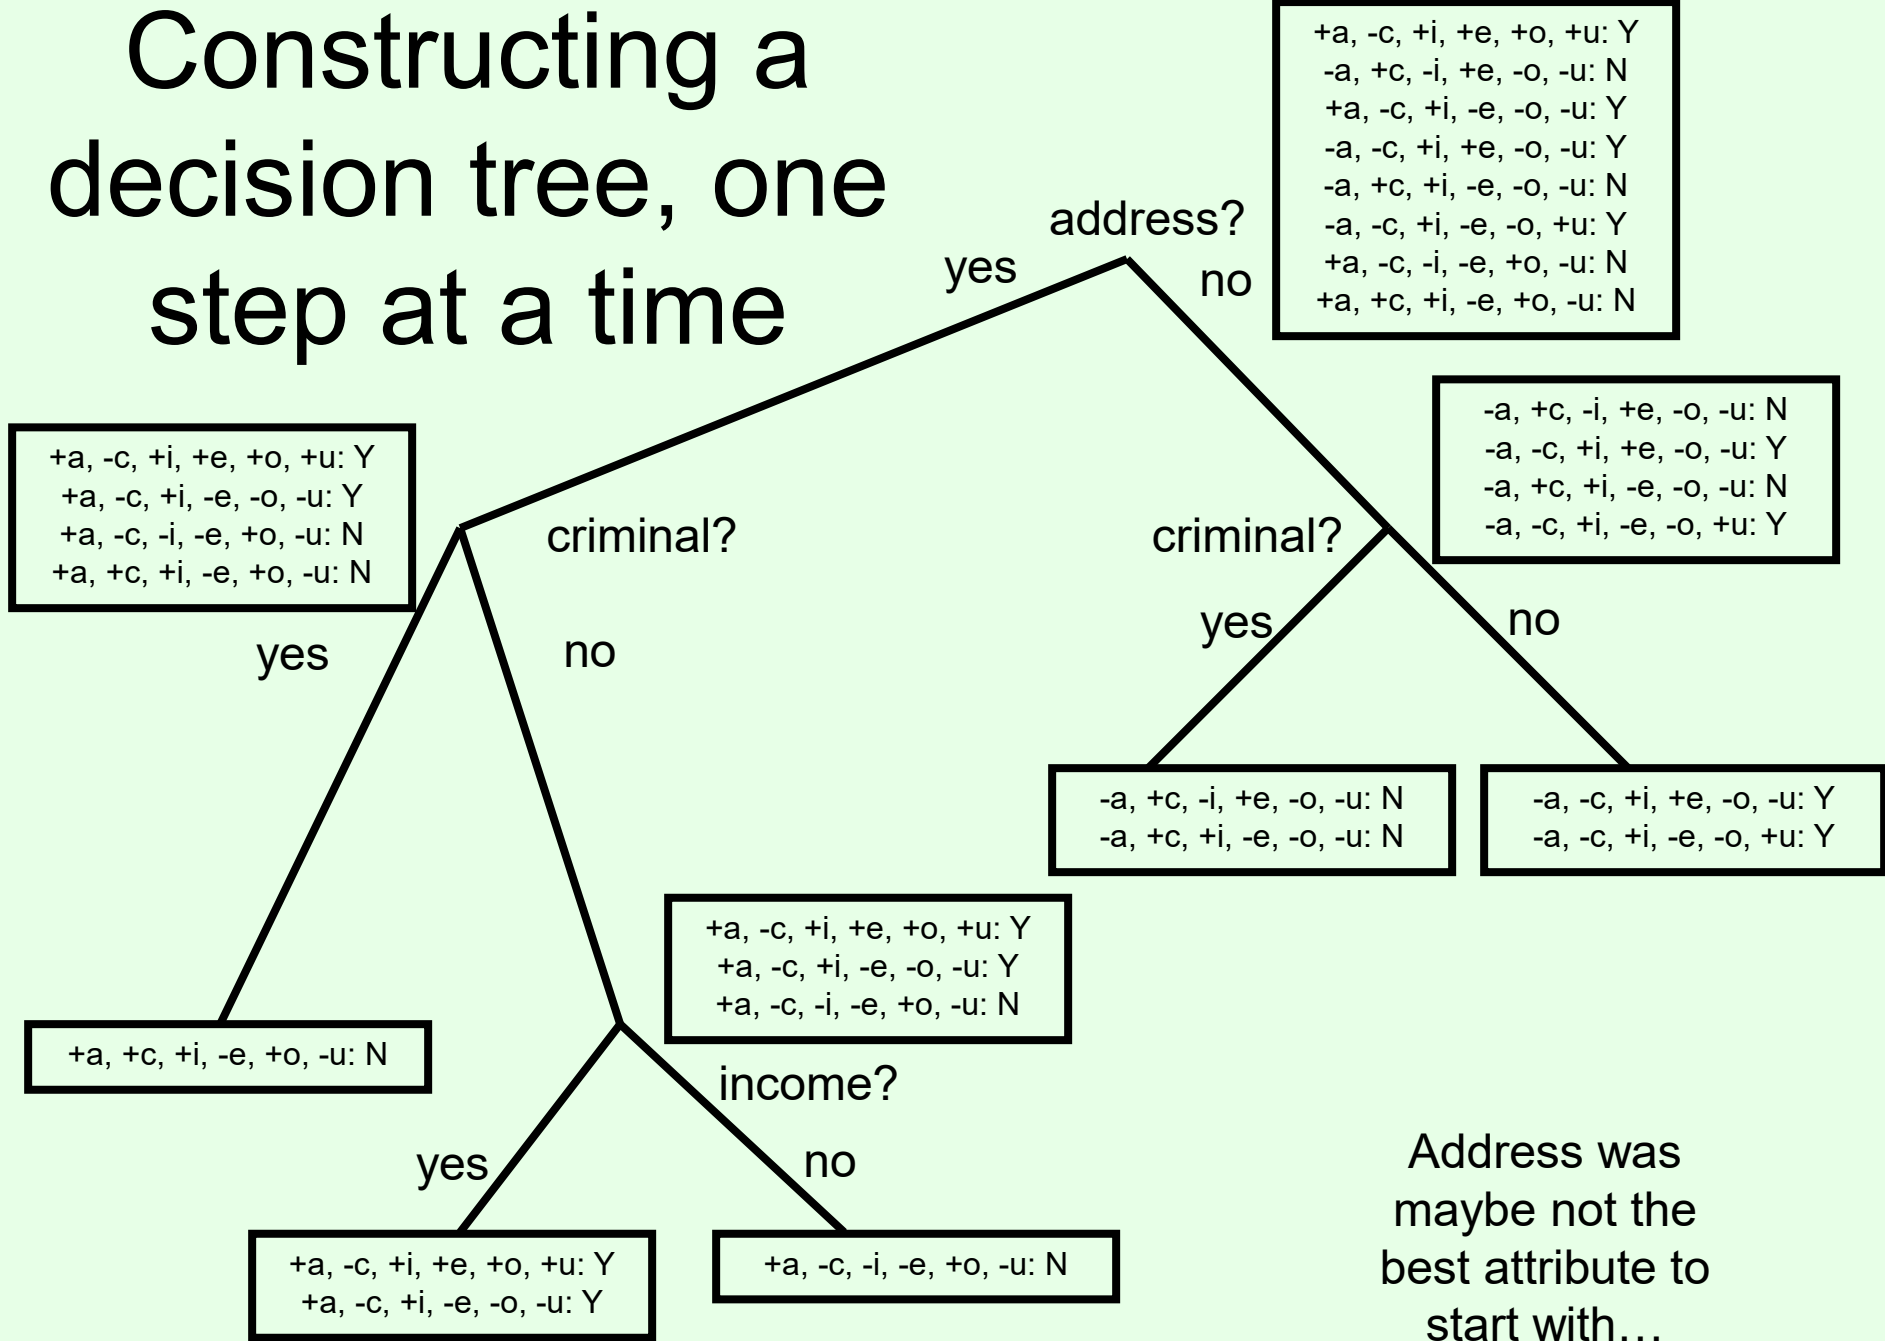 Constructing a
decision tree, one
step at a time
+a, -c, +i, +e, +o, +u: Y
-a, +c, -i, +e, -o, -u: N
+a, -c, +i, -e, -o, -u: Y
-a, -c, +i, +e, -o, -u: Y
-a, +c, +i, -e, -o, -u: N
-a, -c, +i, -e, -o, +u: Y
+a, -c, -i, -e, +o, -u: N
+a, +c, +i, -e, +o, -u: N
address?
yes
no
+a, -c, +i, +e, +o, +u: Y
+a, -c, +i, -e, -o, -u: Y
+a, -c, -i, -e, +o, -u: N
+a, +c, +i, -e, +o, -u: N
criminal?
yes
no
-a, +c, -i, +e, -o, -u: N
-a, -c, +i, +e, -o, -u: Y
-a, +c, +i, -e, -o, -u: N
-a, -c, +i, -e, -o, +u: Y
criminal?
yes
no
-a, +c, -i, +e, -o, -u: N
-a, +c, +i, -e, -o, -u: N
-a, -c, +i, +e, -o, -u: Y
-a, -c, +i, -e, -o, +u: Y
+a, -c, +i, +e, +o, +u: Y
+a, -c, +i, -e, -o, -u: Y
+a, -c, -i, -e, +o, -u: N
+a, +c, +i, -e, +o, -u: N
income?
yes
no
+a, -c, +i, +e, +o, +u: Y
+a, -c, +i, -e, -o, -u: Y
+a, -c, -i, -e, +o, -u: N
Address was
maybe not the
best attribute to
start with…